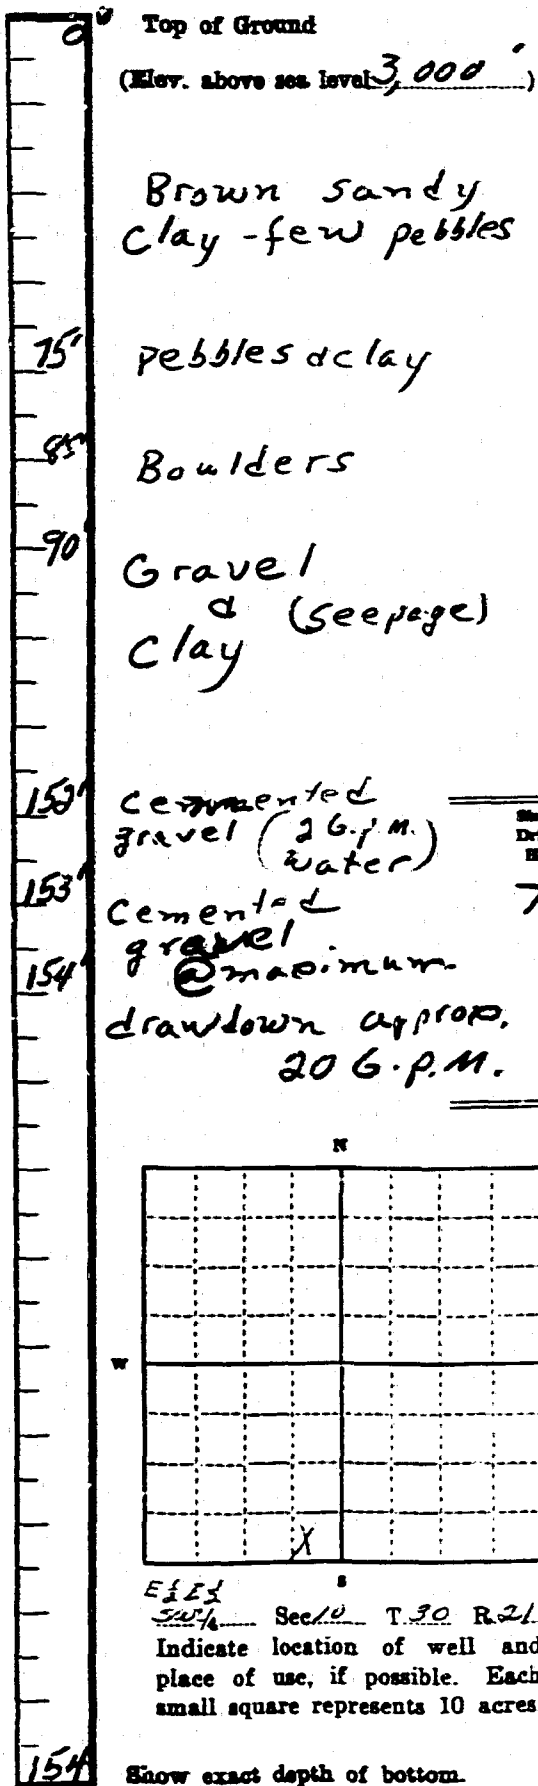 0' Top of Ground
(Elev. above sea level 3,000')
Brown sandy
Clay - few pebbles
75' pebbles & clay
85' Boulders
90' Gravel
& (seepage)
Clay
152' cemented
gravel (2 G.p.M.
water)
153' Cemented
gravel
154' @ maximum
drawdown approx.
20 G.P.M.
N
W
X
S
E½ E½
SW¼ Sec 10 T 30 R 21
Indicate location of well and
place of use, if possible. Each
small square represents 10 acres
154 Show exact depth of bottom.